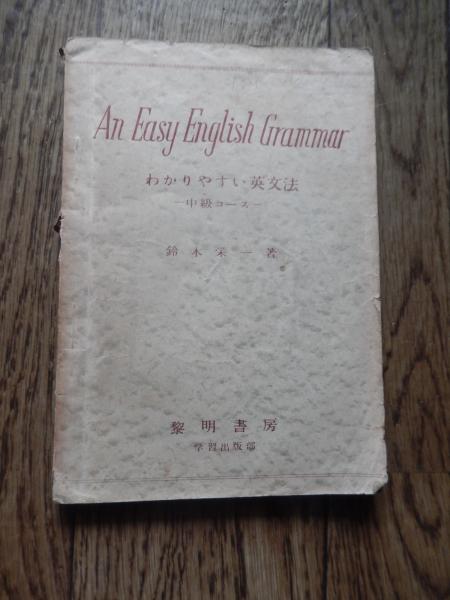 An Easy English Grammar
わかりやすい英文法
—中級コース—
鈴木栄一著
黎明書房
学習出版部